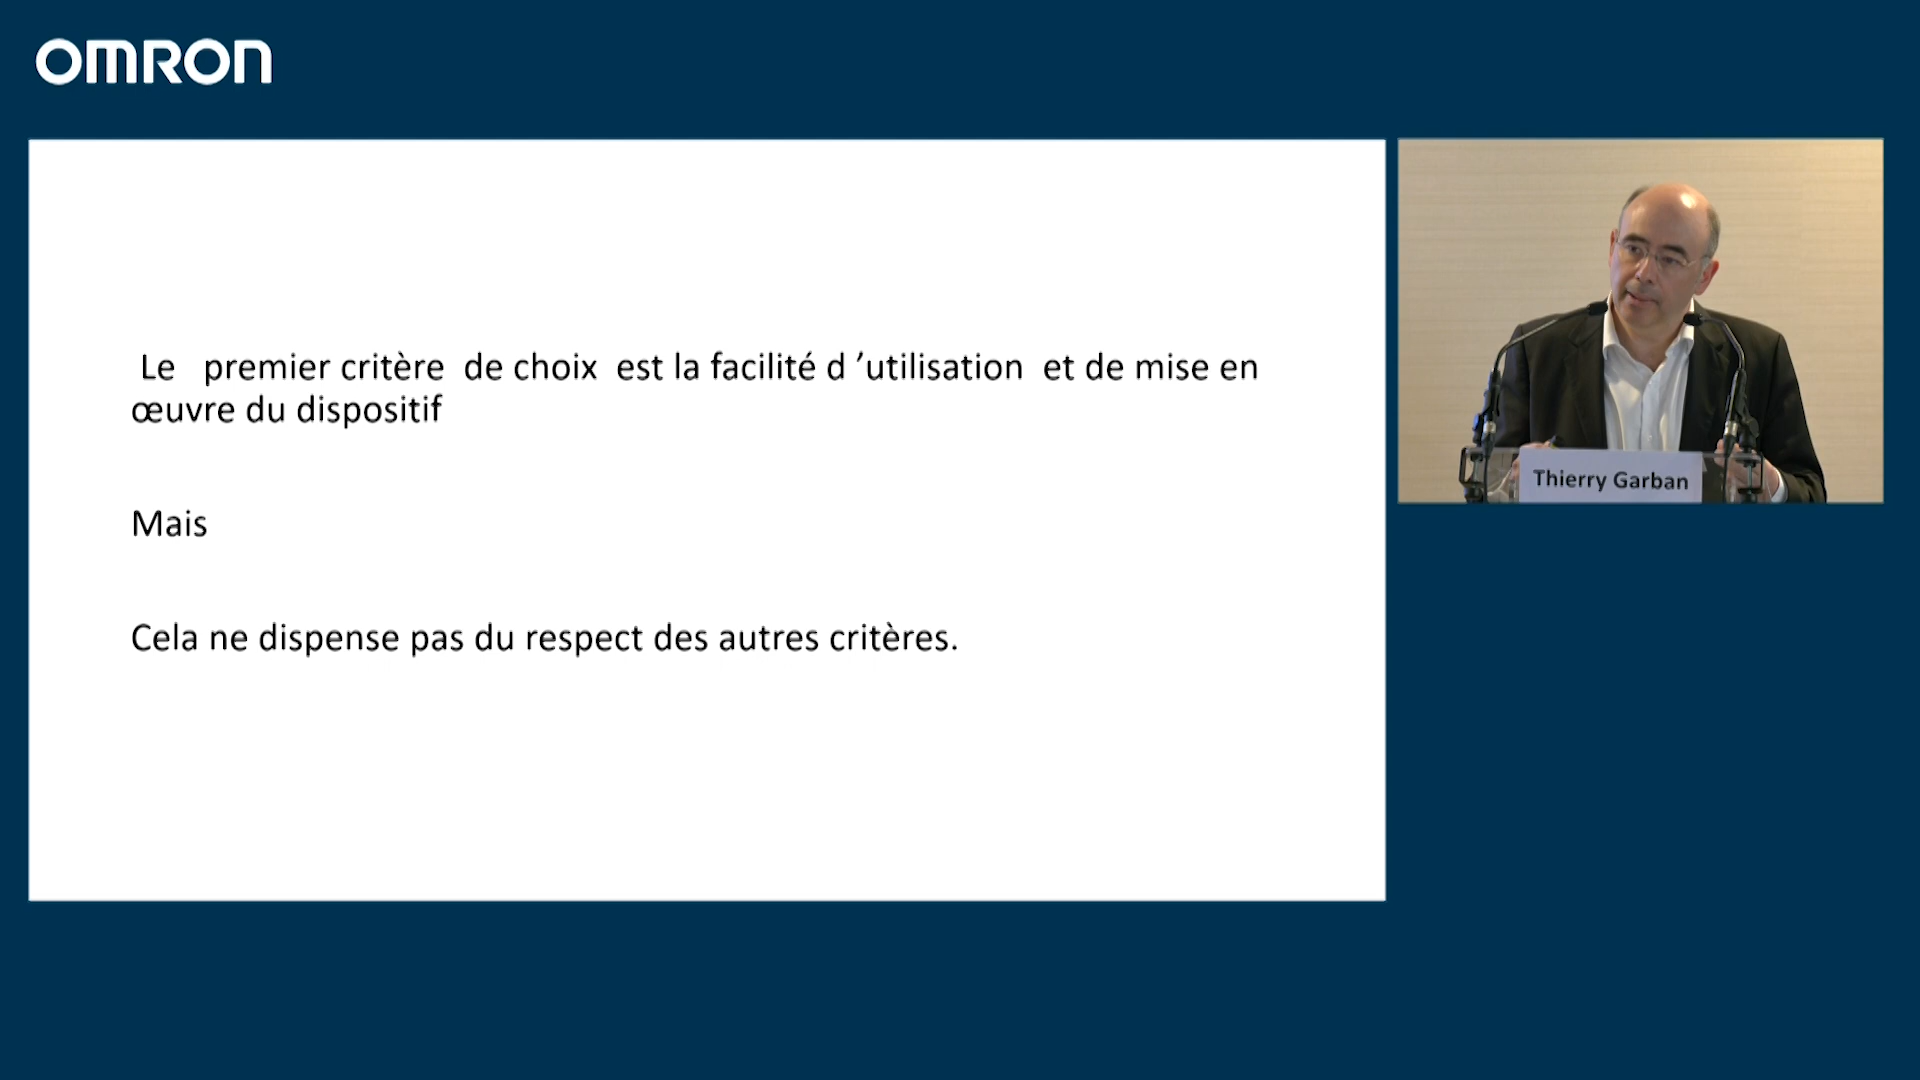 OMRON
Le premier critère de choix est la facilité d ’utilisation et de mise en
œuvre du dispositif
Mais
Cela ne dispense pas du respect des autres critères.
Thierry Garban